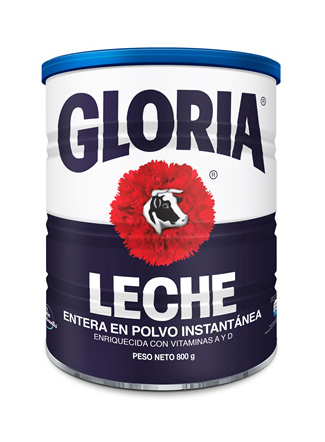 GLORIA®
®
LECHE
ENTERA EN POLVO INSTANTÁNEA
ENRIQUECIDA CON VITAMINAS A Y D
PESO NETO 800 g